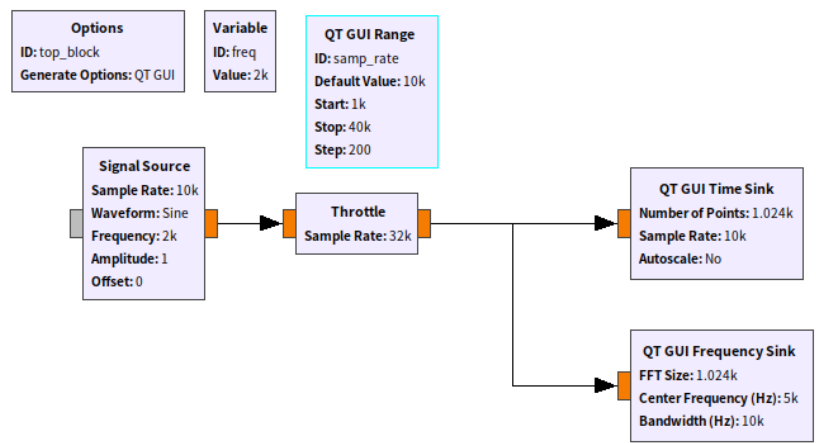 Options
ID: top_block
Generate Options: QT GUI
Variable
ID: freq
Value: 2k
QT GUI Range
ID: samp_rate
Default Value: 10k
Start: 1k
Stop: 40k
Step: 200
Signal Source
Sample Rate: 10k
Waveform: Sine
Frequency: 2k
Amplitude: 1
Offset: 0
Throttle
Sample Rate: 32k
QT GUI Time Sink
Number of Points: 1.024k
Sample Rate: 10k
Autoscale: No
QT GUI Frequency Sink
FFT Size: 1.024k
Center Frequency (Hz): 5k
Bandwidth (Hz): 10k